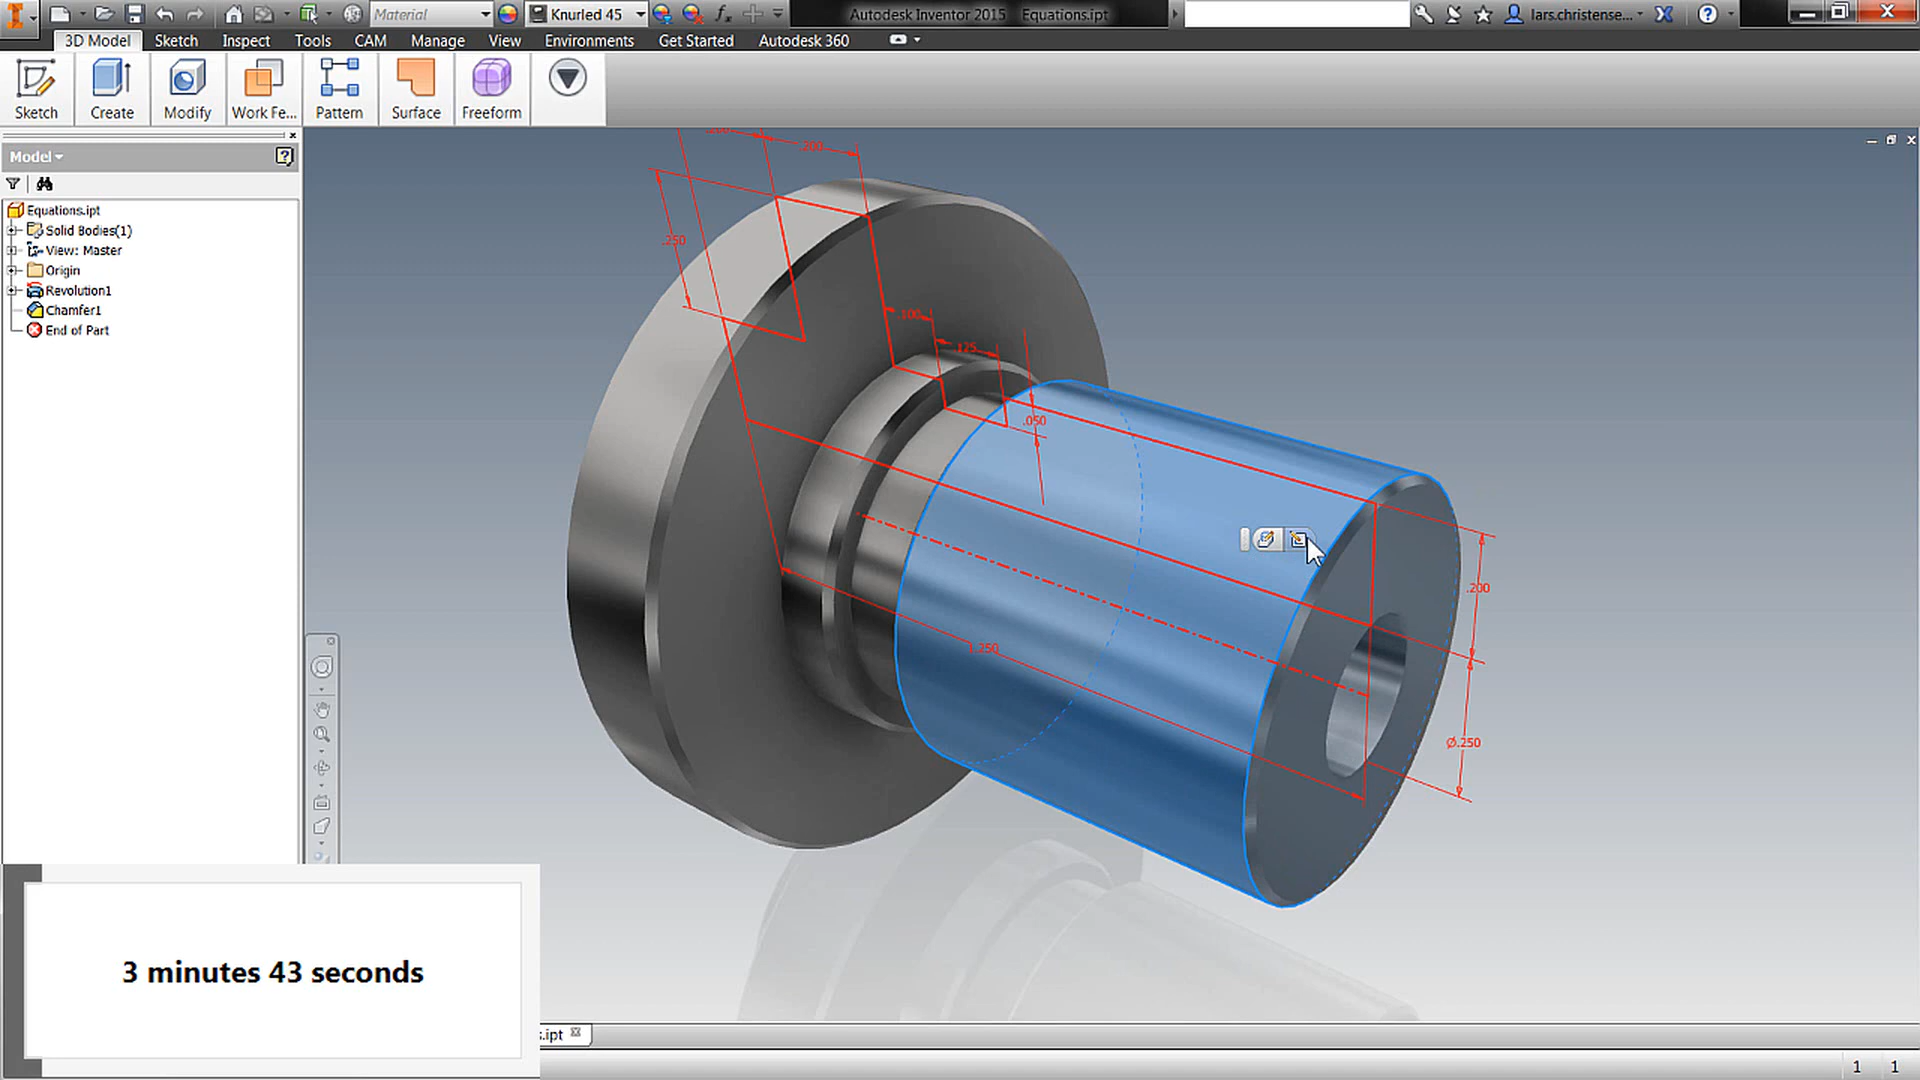 Material
Knurled 45
Autodesk Inventor 2015 Equations.ipt
lars.christense...
3D Model Sketch Inspect Tools CAM Manage View Environments Get Started Autodesk 360
Sketch Create Modify Work Fe... Pattern Surface Freeform
Model
Equations.ipt
Solid Bodies(1)
View: Master
Origin
Revolution1
Chamfer1
End of Part
.200
.250
.100
.125
.050
1.250
.200
Ø.250
3 minutes 43 seconds
s.ipt
1 1